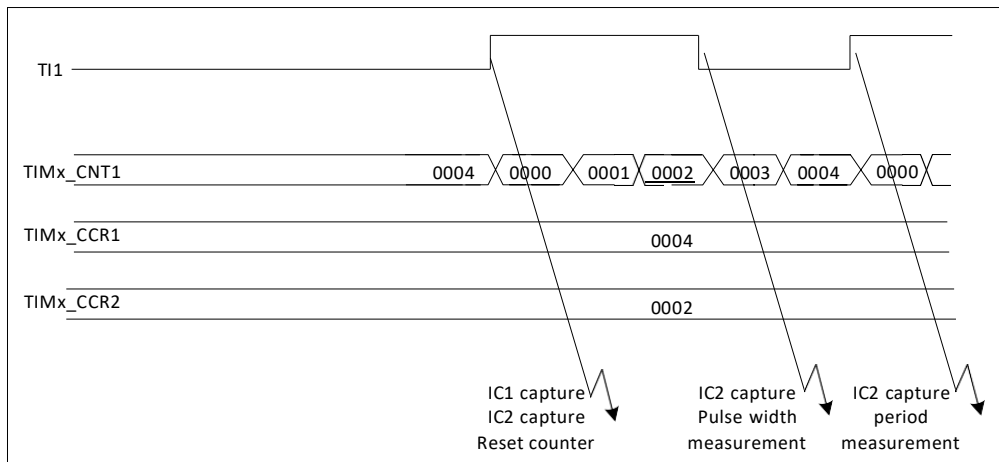 TI1
TIMx_CNT1
0004 0000 0001 0002 0003 0004 0000
TIMx_CCR1
0004
TIMx_CCR2
0002
IC1 capture
IC2 capture
Reset counter
IC2 capture
Pulse width
measurement
IC2 capture
period
measurement